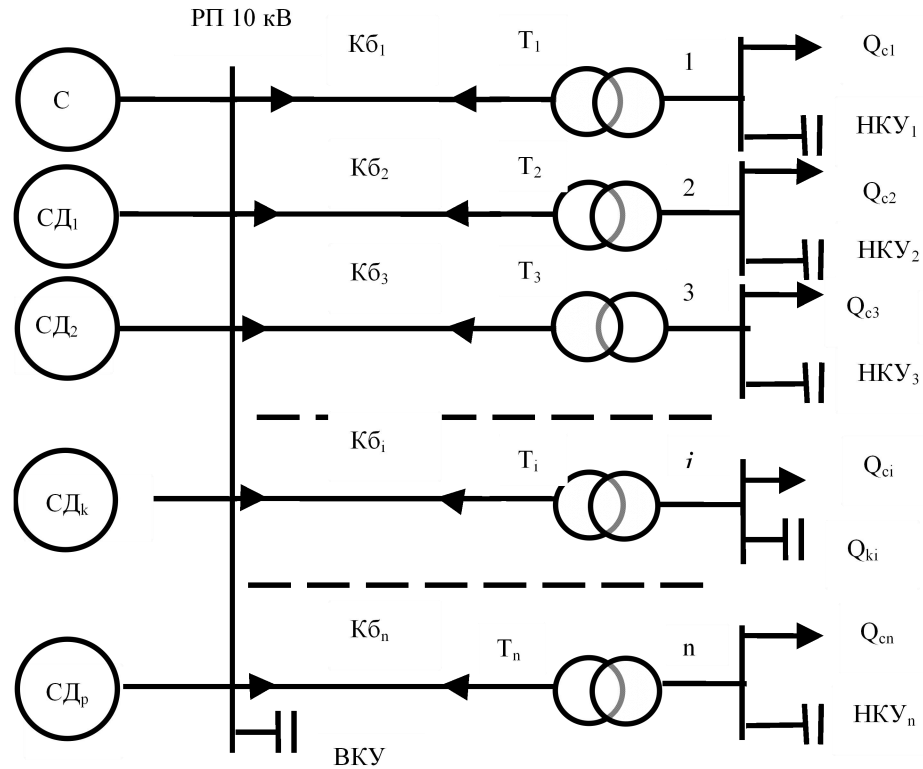 РП 10 кВ
С
Кб₁
Т₁
1
Qc1
НКУ₁
СД₁
Кб₂
Т₂
2
Qc2
НКУ₂
СД₂
Кб₃
Т₃
3
Qc3
НКУ₃
СДk
Кбi
Тi
i
Qci
Qki
СДp
Кбn
Тn
n
Qcn
НКУn
ВКУ